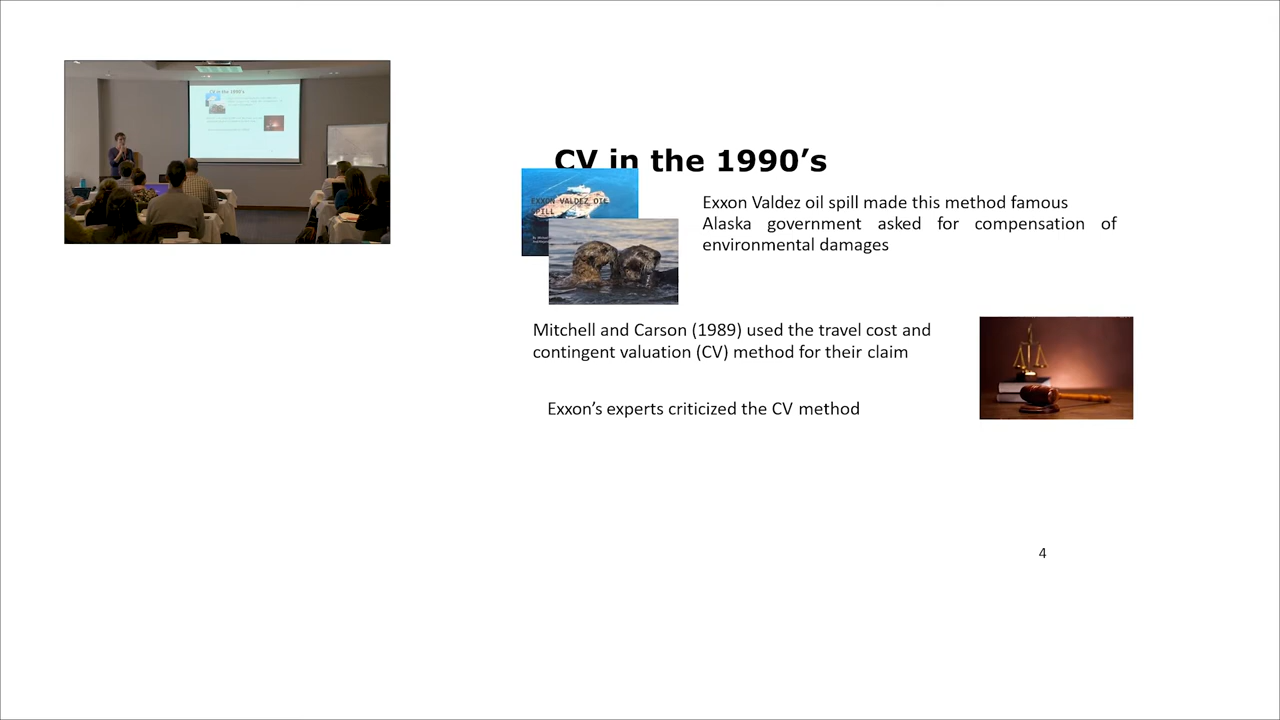 CV in the 1990's
EXXON VALDEZ OIL
SPILL
Exxon Valdez oil spill made this method famous
Alaska government asked for compensation of
environmental damages
Mitchell and Carson (1989) used the travel cost and
contingent valuation (CV) method for their claim
Exxon's experts criticized the CV method
4